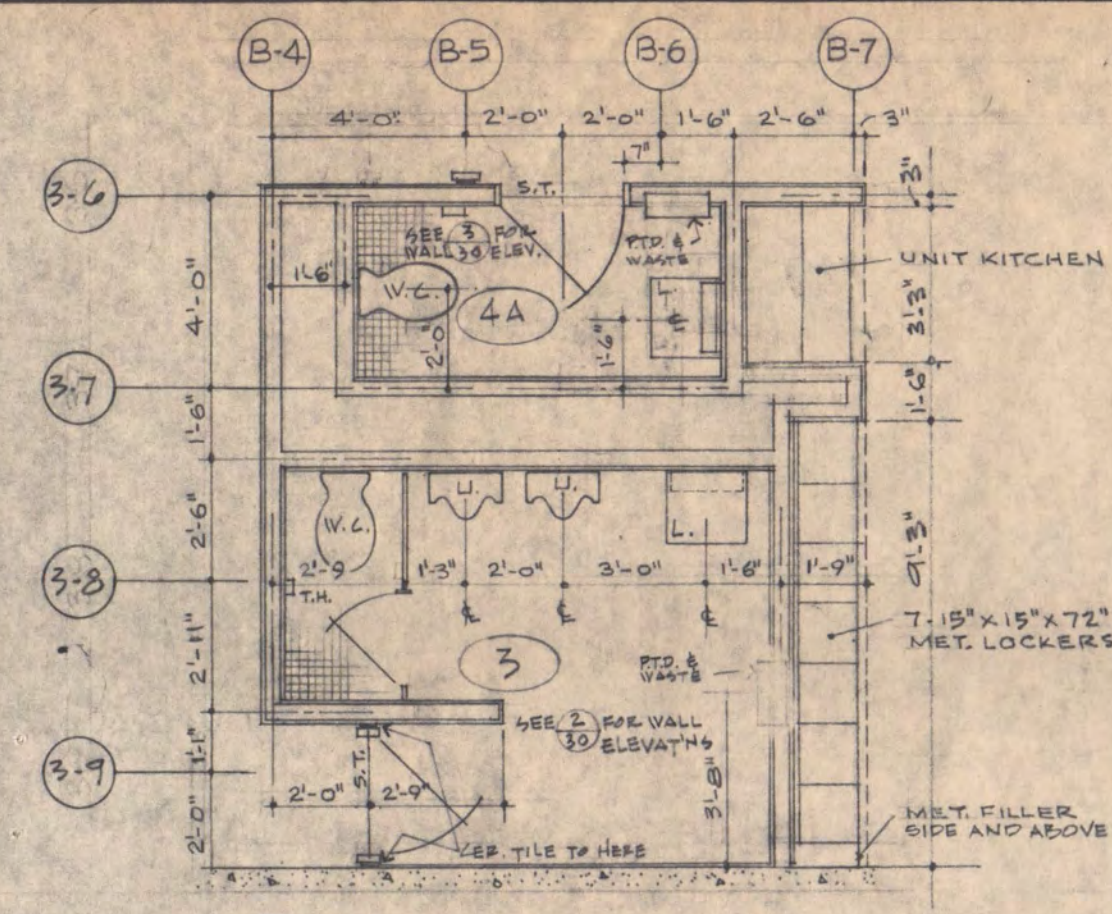 B-4 B-5 B-6 B-7
4'-0" 2'-0" 2'-0" 1'-6" 2'-6" 3"
7"
3"
3-6
S.T.
SEE 3 FOR
WALL 30 ELEV.
P.T.D. &
WASTE
UNIT KITCHEN
1'-6"
W.C.
4A
L.
4'-0"
2'-0"
1'-6"
3'-3"
3-7
1'-6"
1'-6"
2'-6"
W.C.
U.
U.
L.
9'-3"
3-8
2'-9 1'-3" 2'-0" 3'-0" 1'-6" 1'-9"
T.H.
7-15" x 15" x 72"
MET. LOCKERS
2'-11"
3
P.T.D. &
WASTE
SEE 2 FOR WALL
30 ELEVAT'NS
3-9
1'-1"
S.T.
2'-0" 2'-9"
3'-8"
2'-0"
MET. FILLER
SIDE AND ABOVE
CER. TILE TO HERE